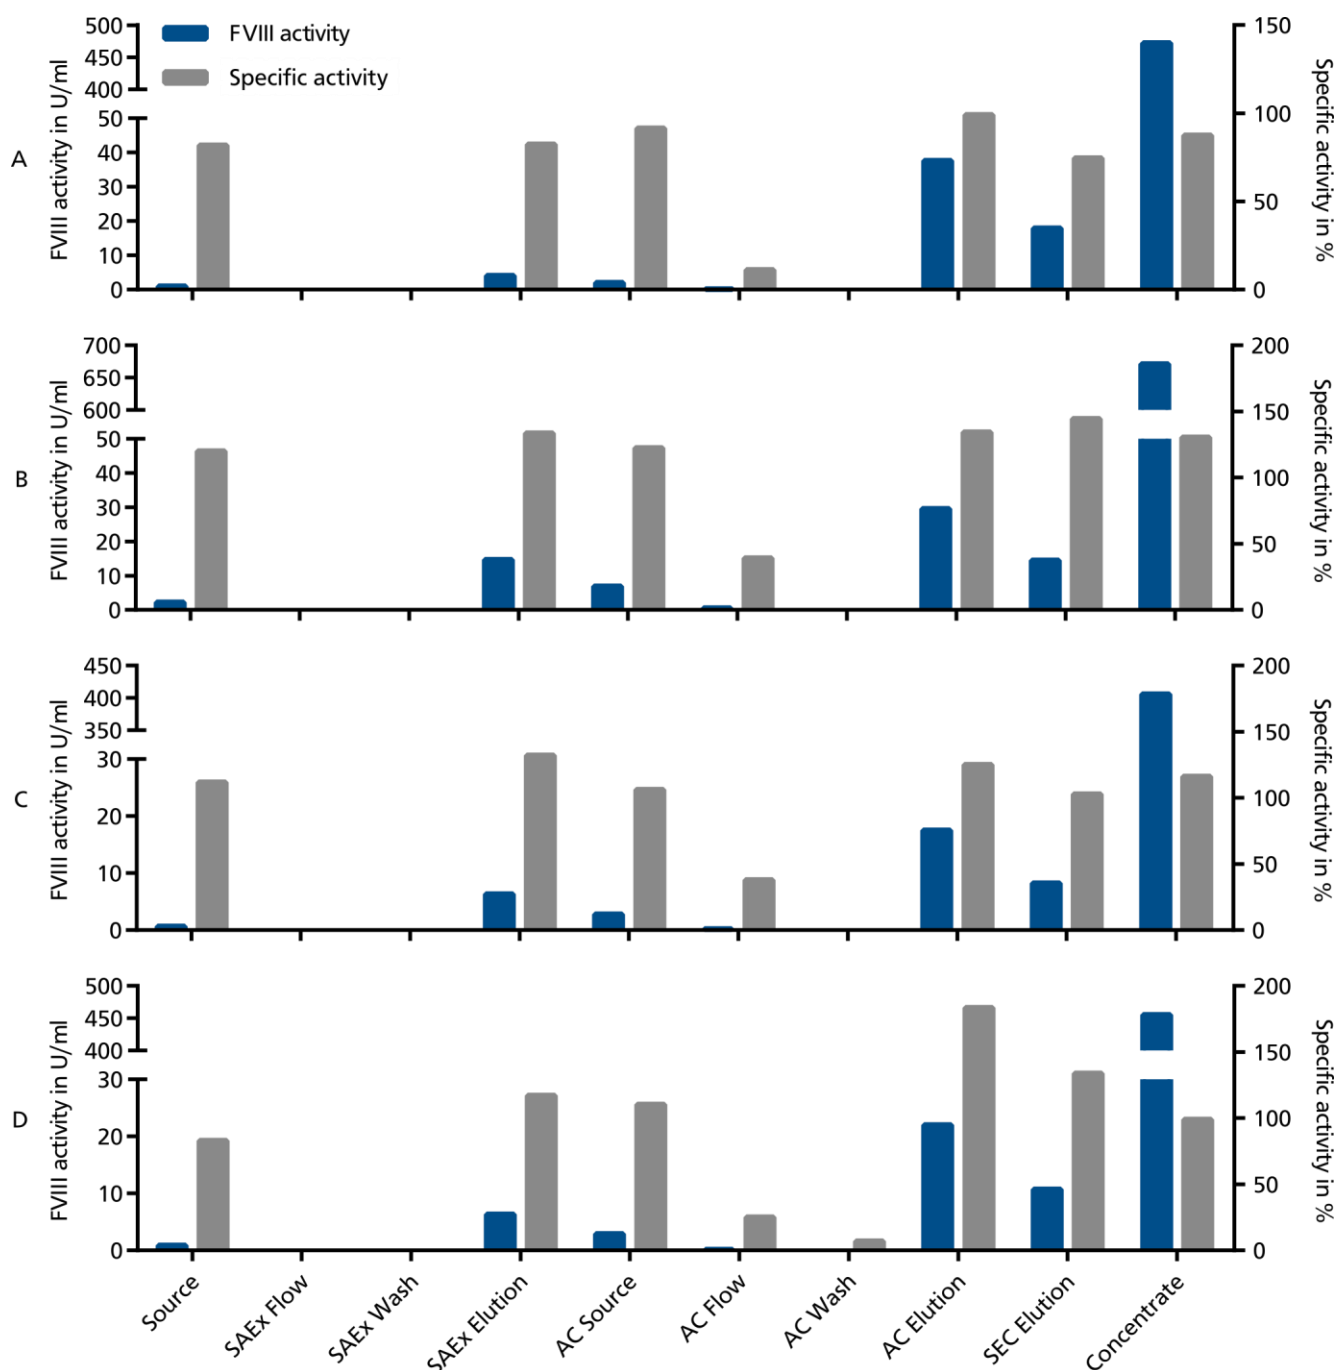 FVIII activity
Specific activity
A
FVIII activity in U/ml
500
450
400
50
40
30
20
10
0
150
100
50
0
Specific activity in %
B
FVIII activity in U/ml
700
650
600
50
40
30
20
10
0
200
150
100
50
0
Specific activity in %
C
FVIII activity in U/ml
450
400
350
30
20
10
0
200
150
100
50
0
Specific activity in %
D
FVIII activity in U/ml
500
450
400
30
20
10
0
200
150
100
50
0
Specific activity in %
Source
SAEx Flow
SAEx Wash
SAEx Elution
AC Source
AC Flow
AC Wash
AC Elution
SEC Elution
Concentrate